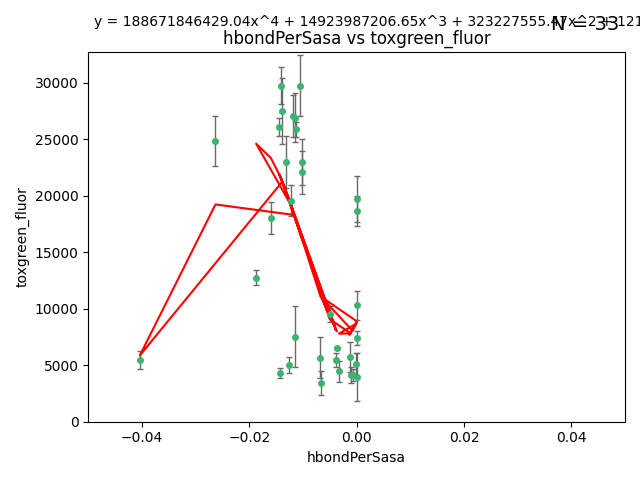 y = 188671846429.04x^4 + 14923987206.65x^3 + 323227555.47x^2 + 121
N = 33
hbondPerSasa vs toxgreen_fluor
30000
25000
20000
15000
10000
5000
0
toxgreen_fluor
−0.04
−0.02
0.00
0.02
0.04
hbondPerSasa